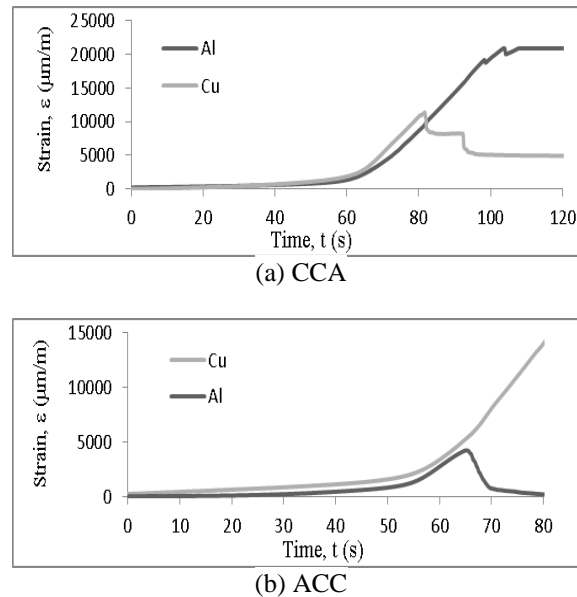 25000
20000
15000
10000
5000
0
Strain, ε (µm/m)
Al
Cu
0 20 40 60 80 100 120
Time, t (s)
(a) CCA
15000
10000
5000
0
Strain, ε (µm/m)
Cu
Al
0 10 20 30 40 50 60 70 80
Time, t (s)
(b) ACC